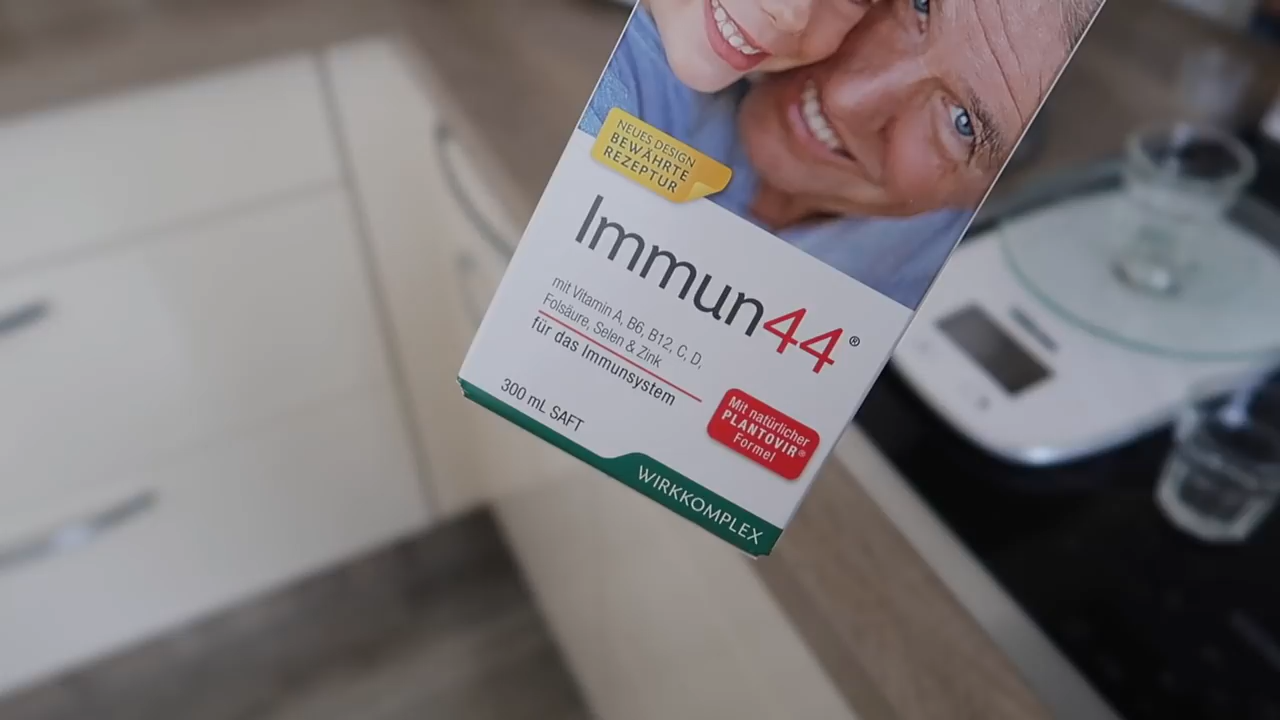 NEUES DESIGN
BEWÄHRTE
REZEPTUR
Immun44®
mit Vitamin A, B6, B12, C, D,
Folsäure, Selen & Zink
für das Immunsystem
300 mL SAFT
Mit natürlicher
PLANTOVIR®
Formel
WIRKKOMPLEX